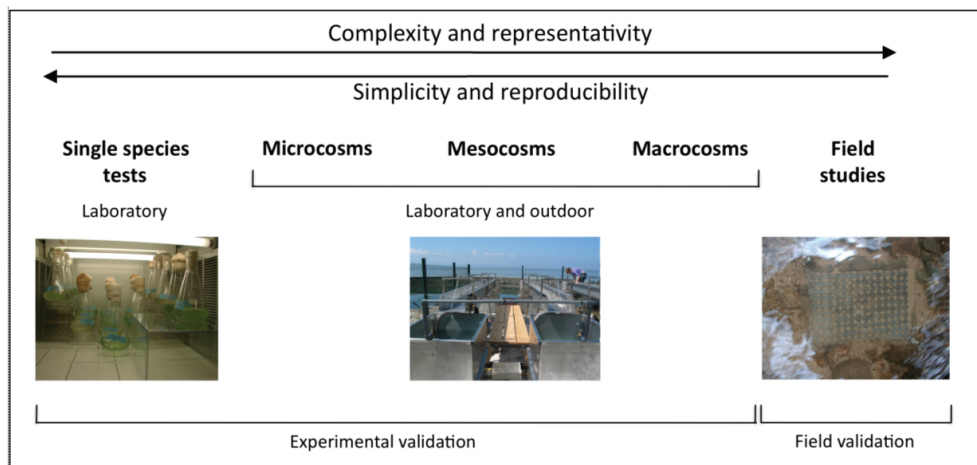 Complexity and representativity
Simplicity and reproducibility
Single species
tests
Microcosms
Mesocosms
Macrocosms
Field
studies
Laboratory
Laboratory and outdoor
Experimental validation
Field validation